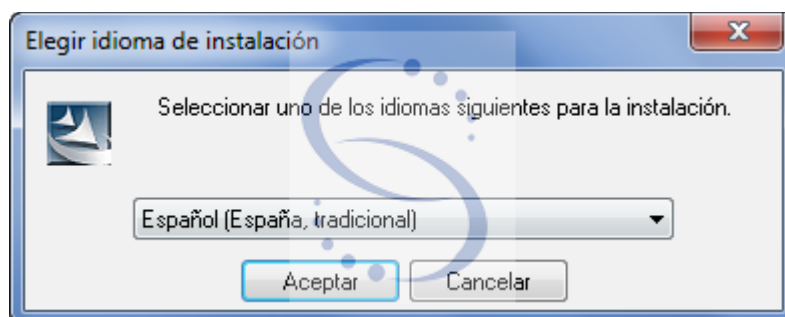 Elegir idioma de instalación
Seleccionar uno de los idiomas siguientes para la instalación.
Español (España, tradicional)
Aceptar
Cancelar